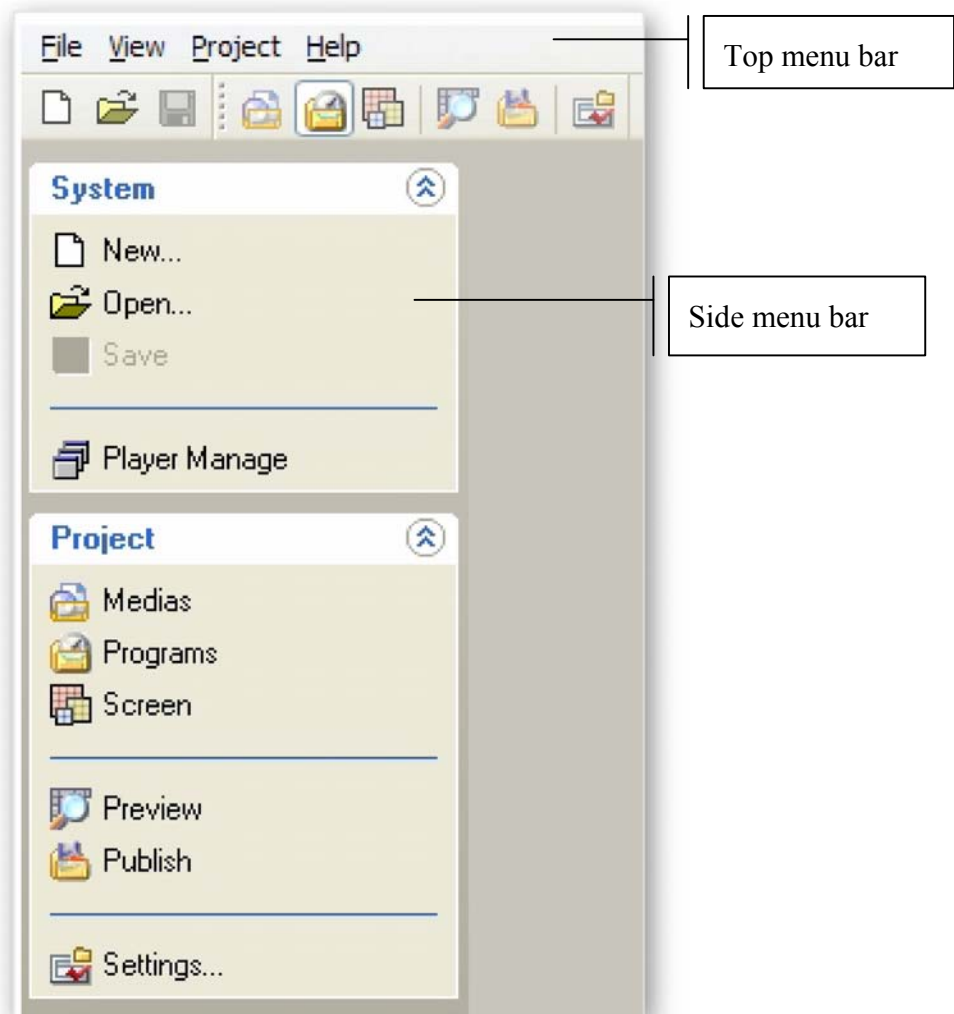 File View Project Help
Top menu bar
System
New...
Open...
Side menu bar
Save
Player Manage
Project
Medias
Programs
Screen
Preview
Publish
Settings...